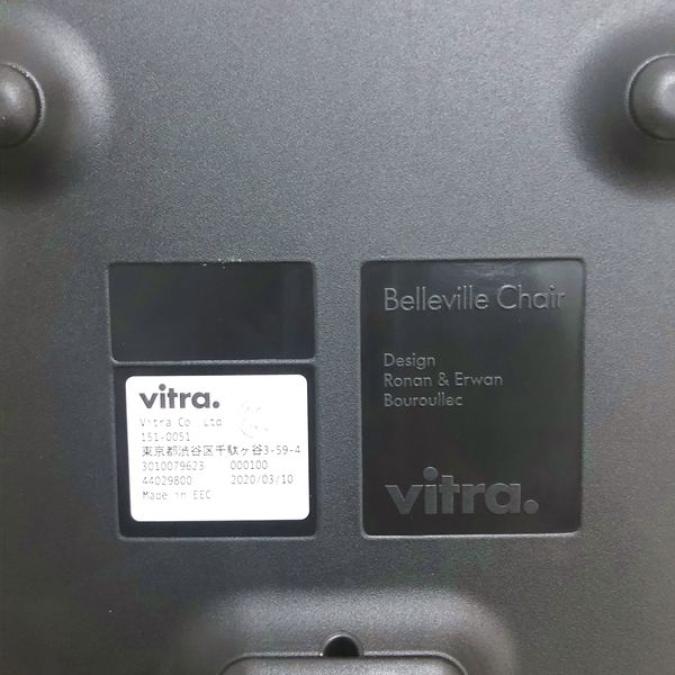 vitra.
Vitra Co.,Ltd
151-0051
東京都渋谷区千駄ヶ谷3-59-4
3010079623 000100
44029800 2020/03/10
Made in EEC
Belleville Chair
Design
Ronan & Erwan
Bouroullec
vitra.